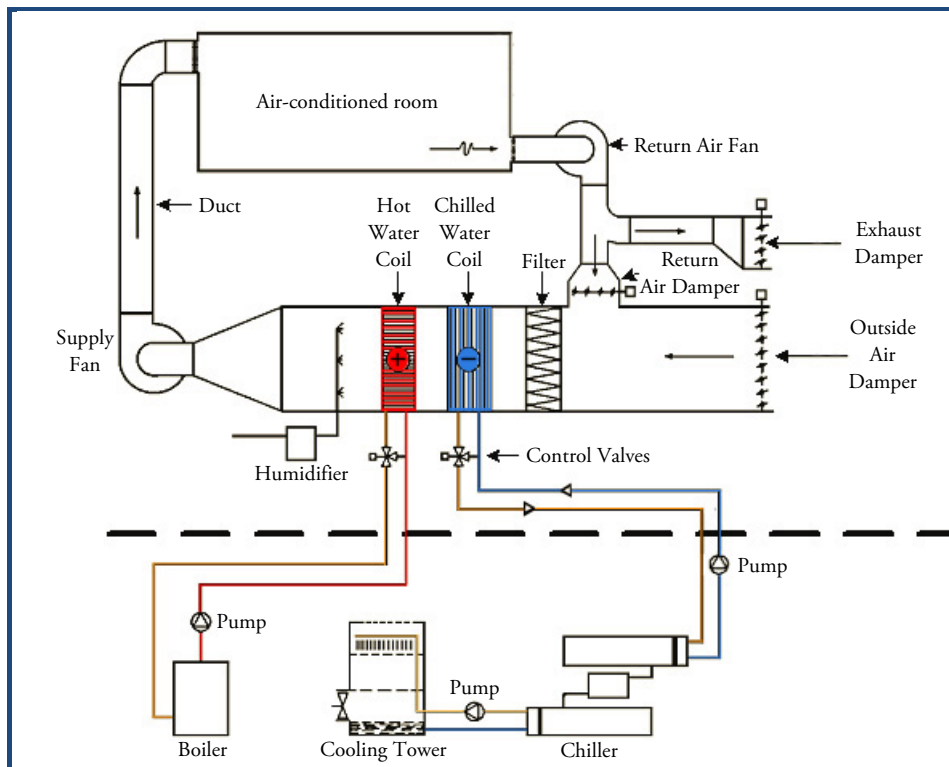 Air-conditioned room
Return Air Fan
Duct
Hot
Water
Coil
Chilled
Water
Coil
Filter
Return
Air Damper
Exhaust
Damper
Supply
Fan
Outside
Air
Damper
Humidifier
Control Valves
Pump
Pump
Pump
Boiler
Cooling Tower
Chiller